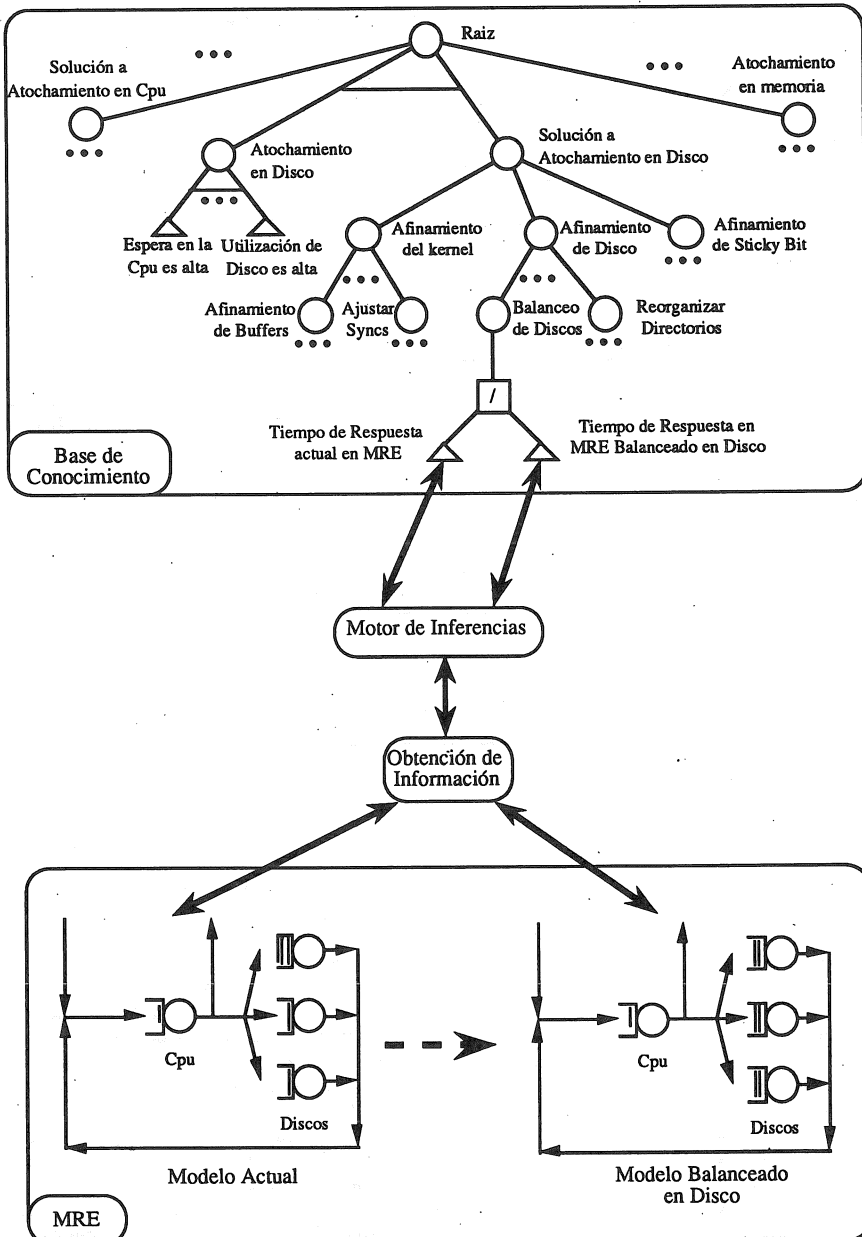 Raiz
Solución a
Atochamiento en Cpu
Atochamiento
en memoria
Atochamiento
en Disco
Solución a
Atochamiento en Disco
Espera en la
Cpu es alta
Utilización de
Disco es alta
Afinamiento
del kernel
Afinamiento
de Disco
Afinamiento
de Sticky Bit
Afinamiento
de Buffers
Ajustar
Syncs
Balanceo
de Discos
Reorganizar
Directorios
/
Tiempo de Respuesta
actual en MRE
Tiempo de Respuesta en
MRE Balanceado en Disco
Base de
Conocimiento
Motor de Inferencias
Obtención de
Información
Cpu
Discos
Modelo Actual
Cpu
Discos
Modelo Balanceado
en Disco
MRE